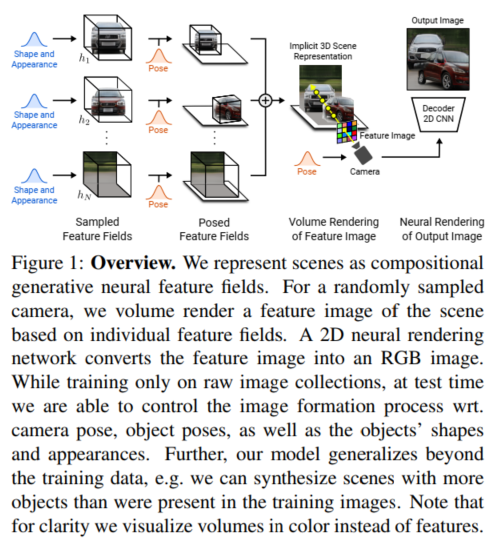 Shape and
Appearance
h1
Pose
Shape and
Appearance
h2
Pose
Shape and
Appearance
hN
Pose
Implicit 3D Scene
Representation
Feature Image
Pose
Camera
Output Image
Decoder
2D CNN
Sampled
Feature Fields
Posed
Feature Fields
Volume Rendering
of Feature Image
Neural Rendering
of Output Image
Figure 1: Overview. We represent scenes as compositional
generative neural feature fields. For a randomly sampled
camera, we volume render a feature image of the scene
based on individual feature fields. A 2D neural rendering
network converts the feature image into an RGB image.
While training only on raw image collections, at test time
we are able to control the image formation process wrt.
camera pose, object poses, as well as the objects' shapes
and appearances. Further, our model generalizes beyond
the training data, e.g. we can synthesize scenes with more
objects than were present in the training images. Note that
for clarity we visualize volumes in color instead of features.